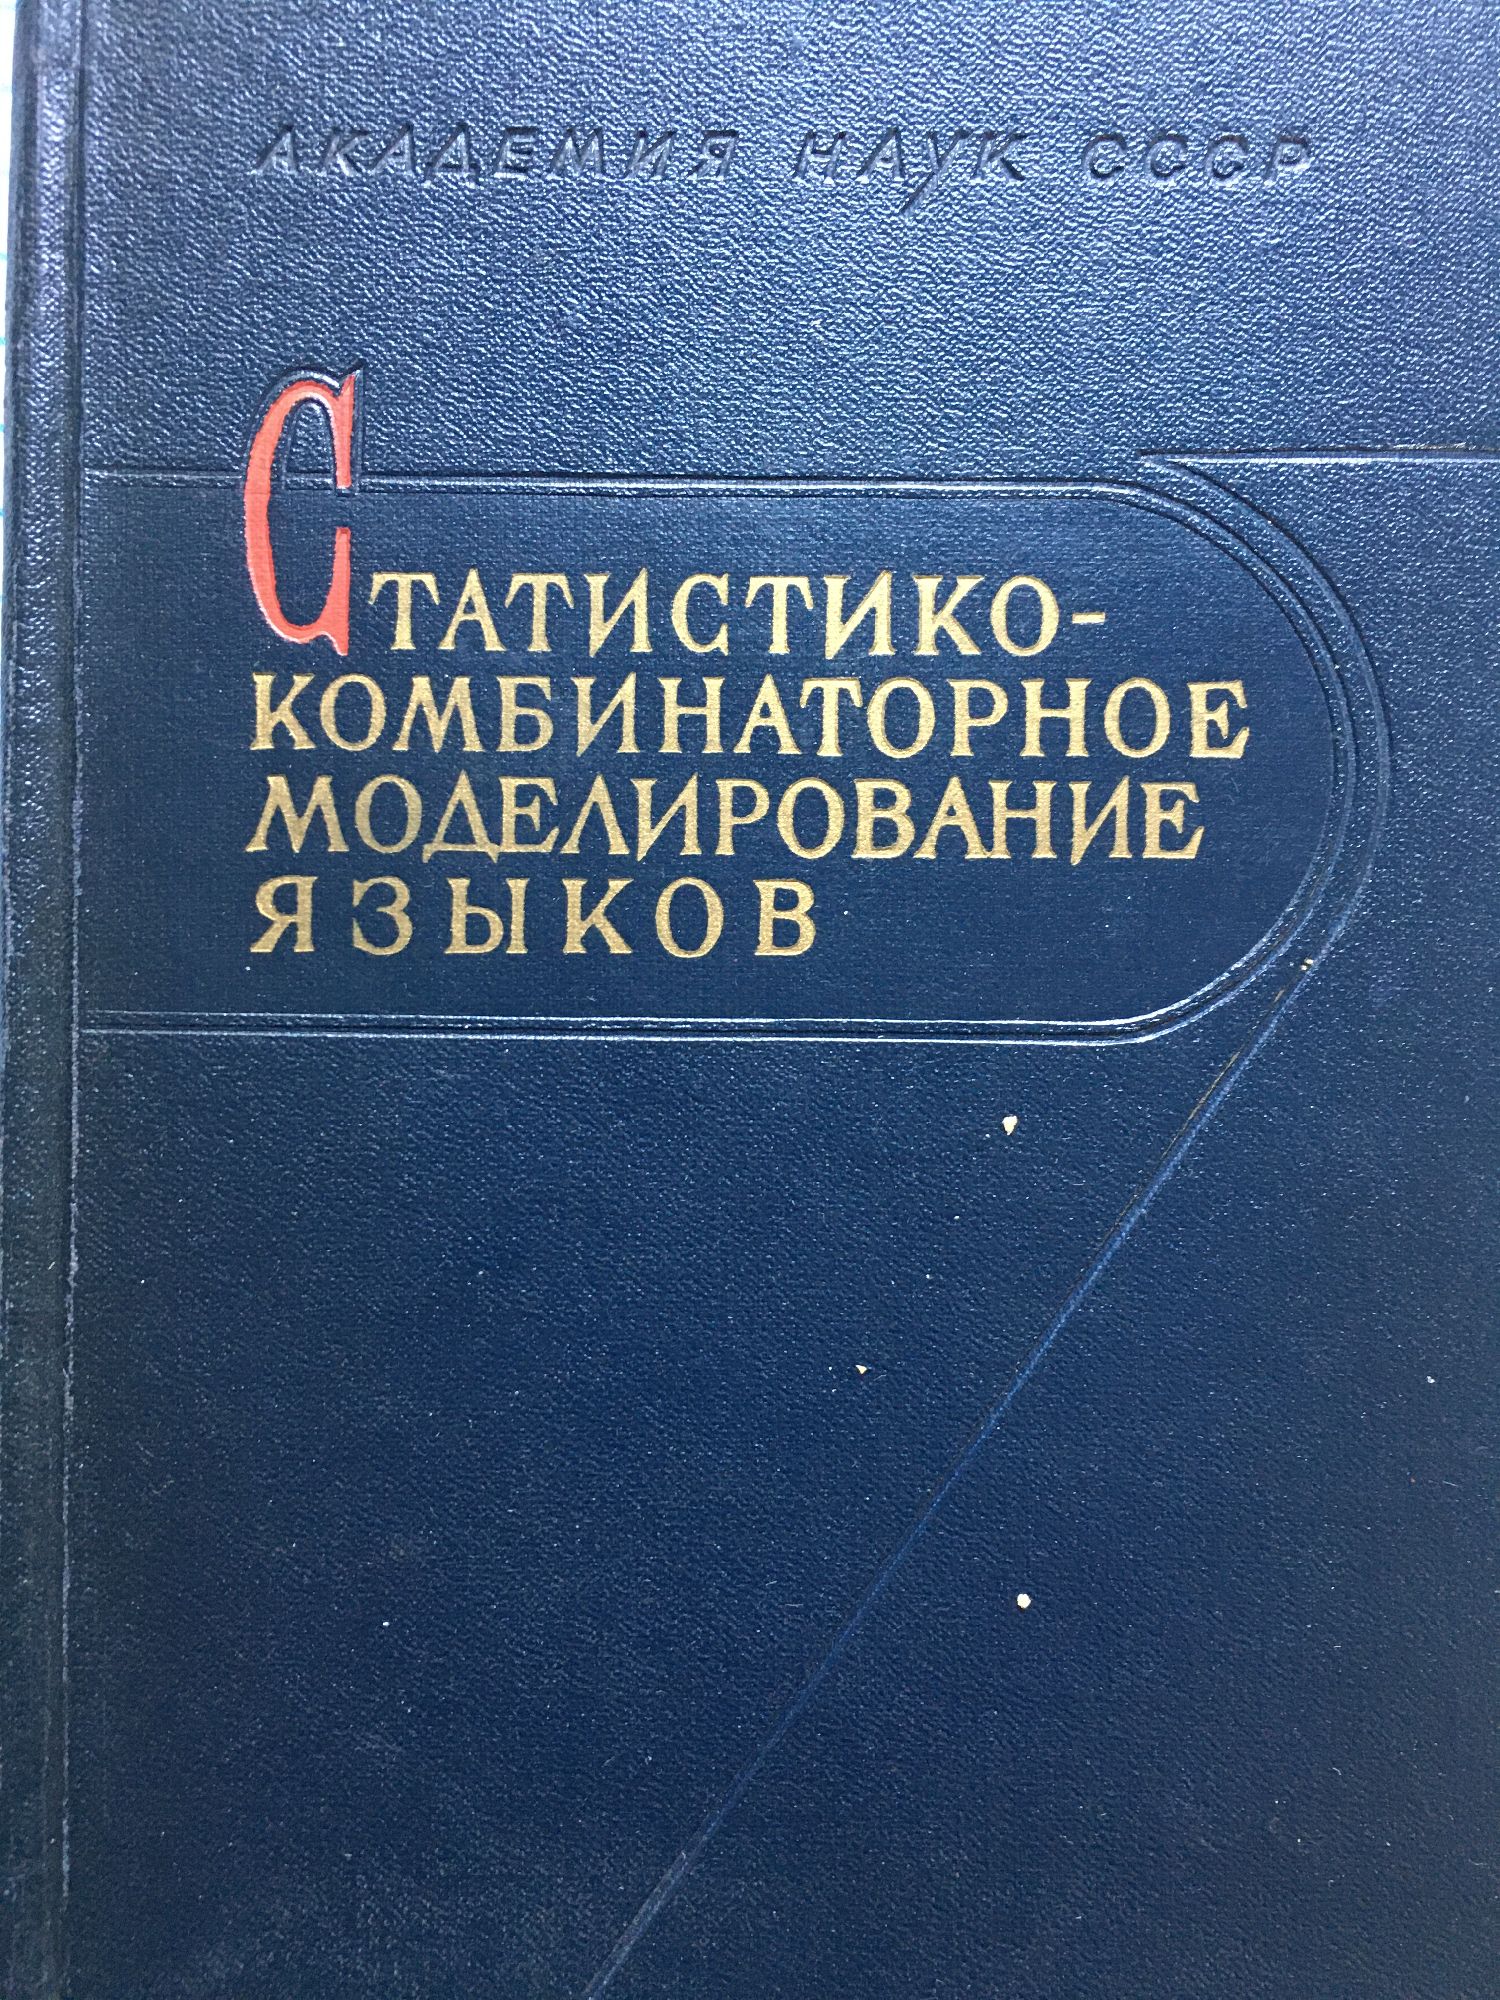 АКАДЕМИЯ НАУК СССР
СТАТИСТИКО-
КОМБИНАТОРНОЕ
МОДЕЛИРОВАНИЕ
ЯЗЫКОВ